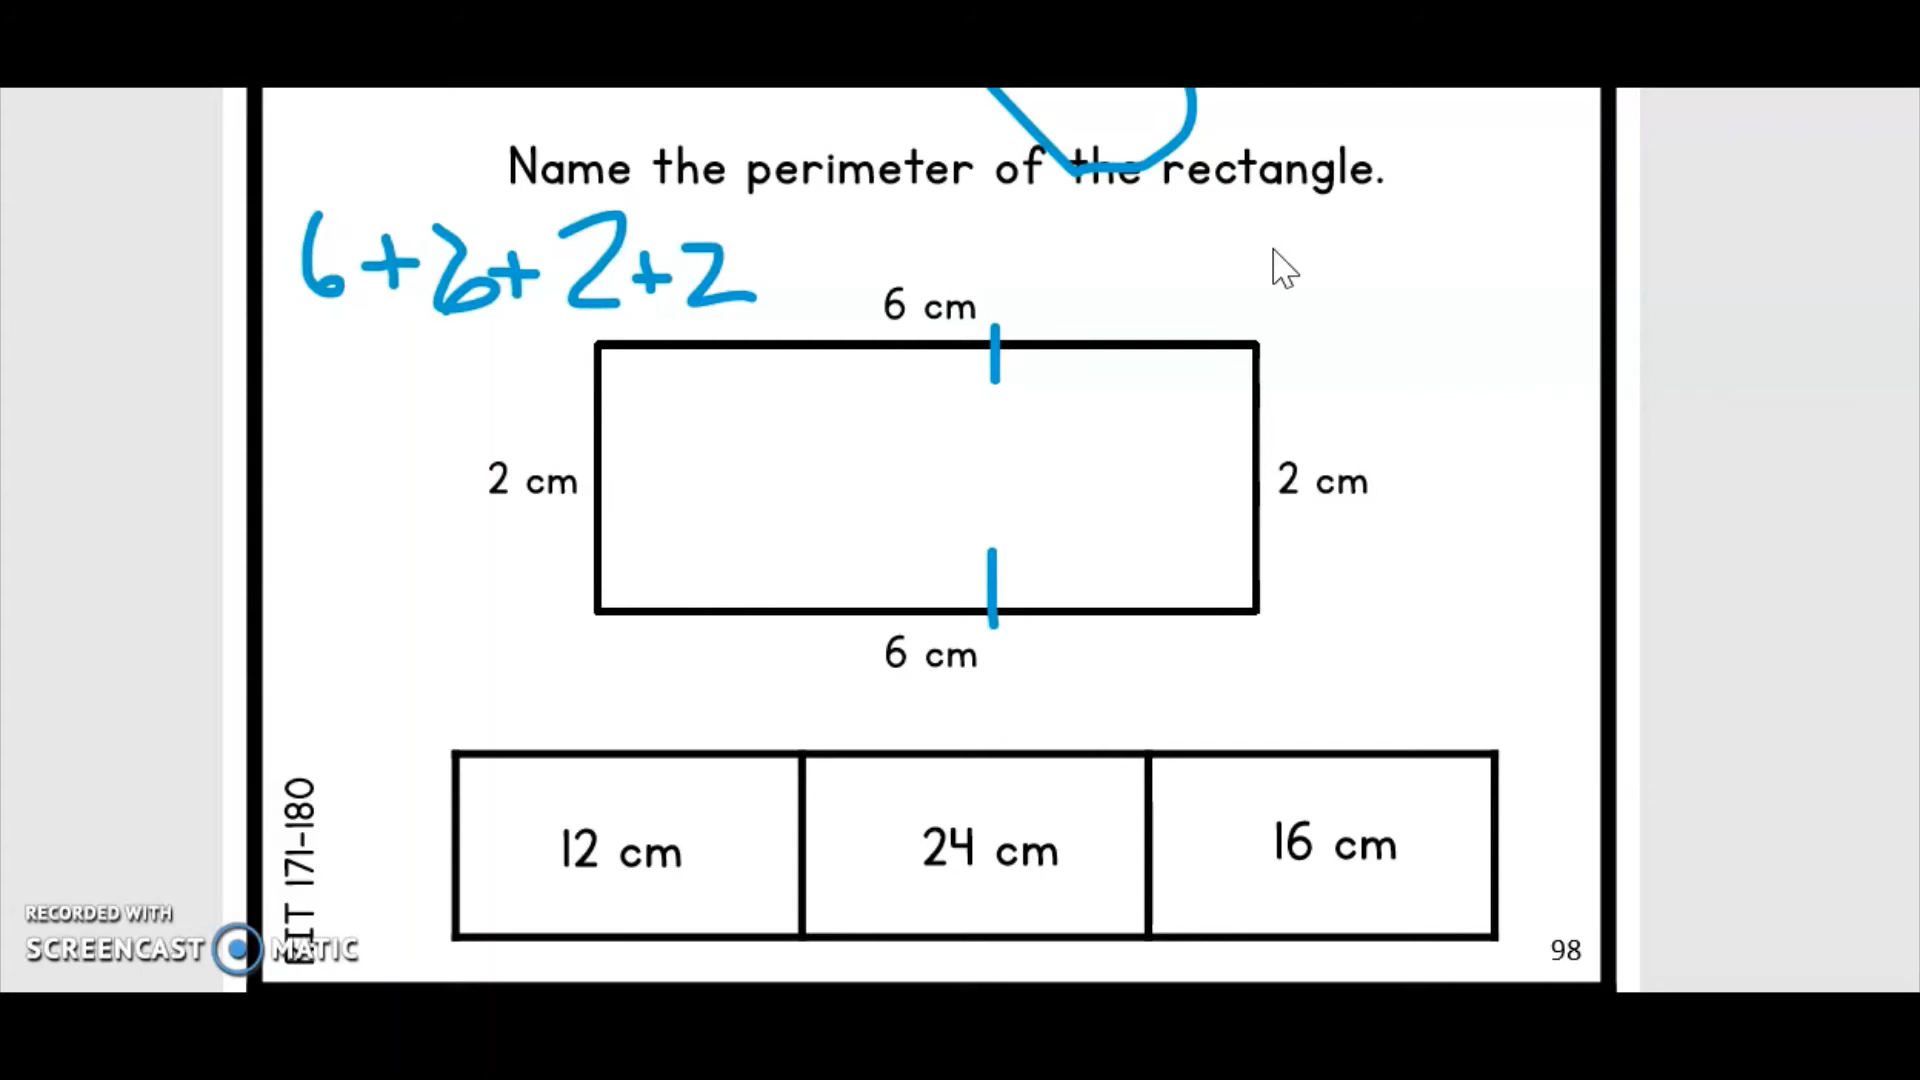 Name the perimeter of the rectangle.
6+6+2+2
6 cm
2 cm
2 cm
6 cm
12 cm
24 cm
16 cm
171-180
RECORDED WITH
SCREENCAST MATIC
98